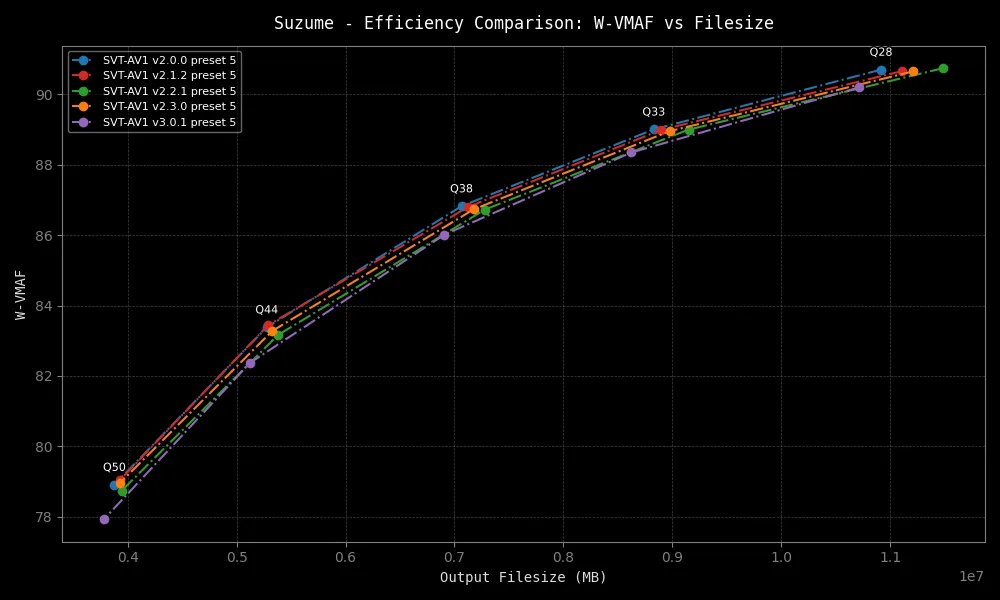 Suzume - Efficiency Comparison: W-VMAF vs Filesize
SVT-AV1 v2.0.0 preset 5
SVT-AV1 v2.1.2 preset 5
SVT-AV1 v2.2.1 preset 5
SVT-AV1 v2.3.0 preset 5
SVT-AV1 v3.0.1 preset 5
Q28
Q33
Q38
Q44
Q50
W-VMAF
90
88
86
84
82
80
78
0.4 0.5 0.6 0.7 0.8 0.9 1.0 1.1
1e7
Output Filesize (MB)